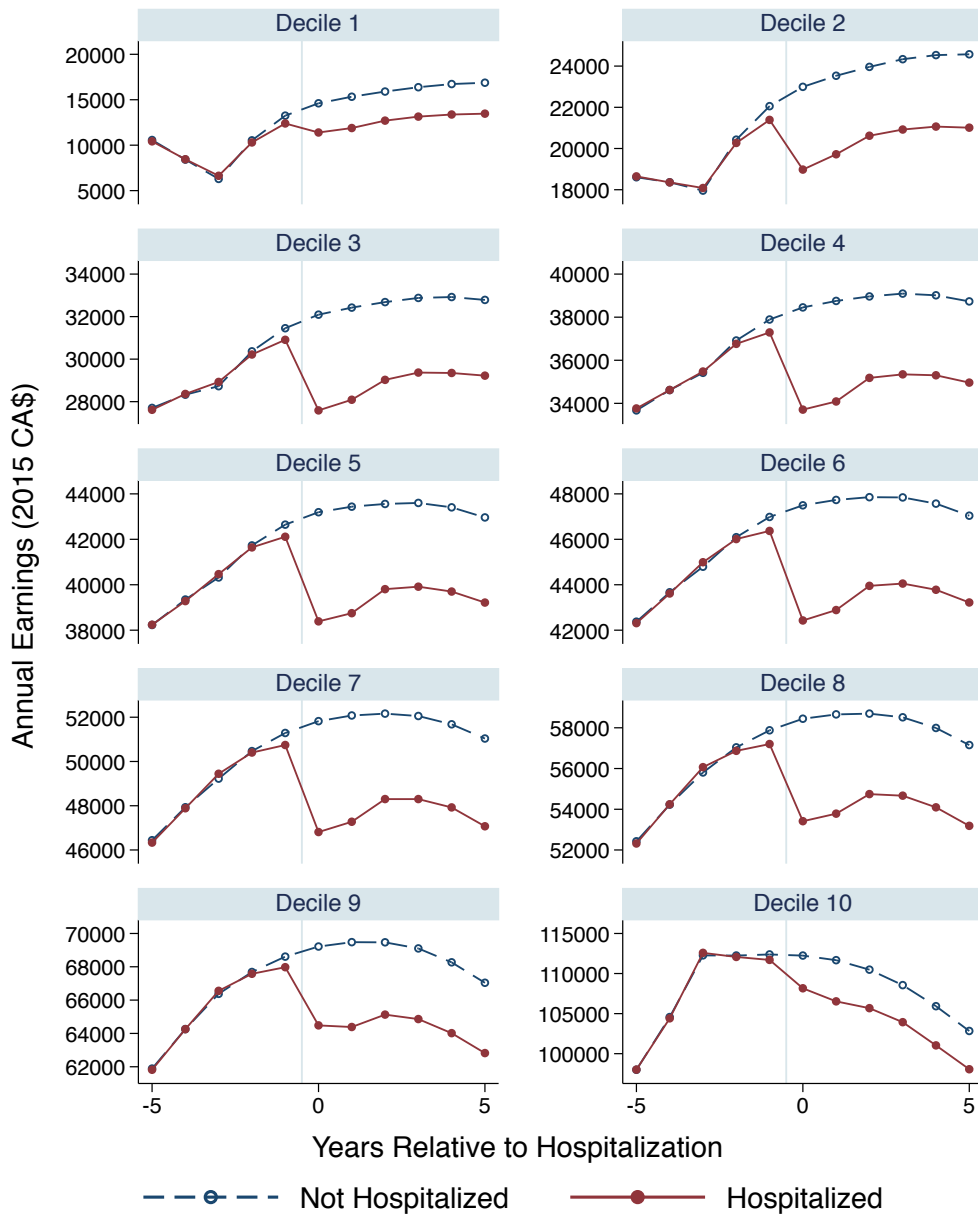 Decile 1
Decile 2
20000
15000
10000
5000
24000
22000
20000
18000
Decile 3
Decile 4
34000
32000
30000
28000
40000
38000
36000
34000
Annual Earnings (2015 CA$)
Decile 5
Decile 6
44000
42000
40000
38000
48000
46000
44000
42000
Decile 7
Decile 8
52000
50000
48000
46000
58000
56000
54000
52000
Decile 9
Decile 10
70000
68000
66000
64000
62000
115000
110000
105000
100000
-5 0 5
-5 0 5
Years Relative to Hospitalization
Not Hospitalized
Hospitalized